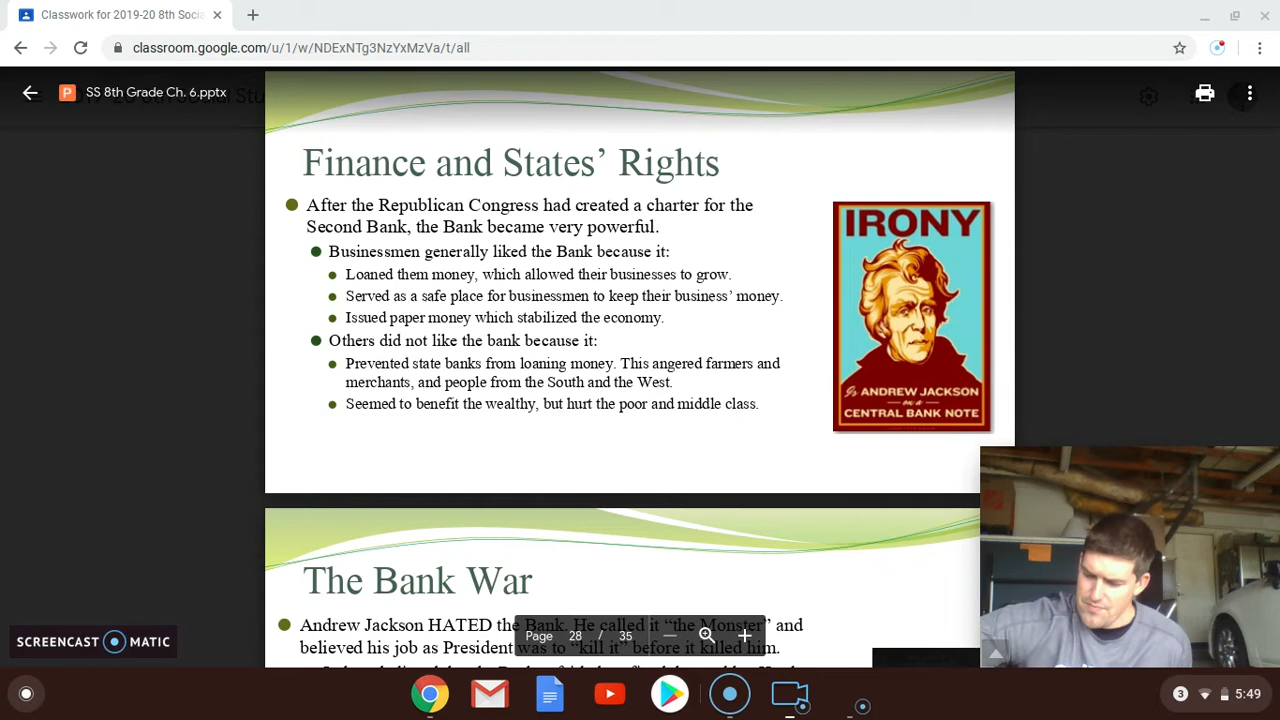 Classwork for 2019-20 8th Socia
classroom.google.com/u/1/w/NDExNTg3NzYxMzVa/t/all
SS 8th Grade Ch. 6.pptx
Finance and States’ Rights
After the Republican Congress had created a charter for the
Second Bank, the Bank became very powerful.
Businessmen generally liked the Bank because it:
Loaned them money, which allowed their businesses to grow.
Served as a safe place for businessmen to keep their business’ money.
Issued paper money which stabilized the economy.
Others did not like the bank because it:
Prevented state banks from loaning money. This angered farmers and
merchants, and people from the South and the West.
Seemed to benefit the wealthy, but hurt the poor and middle class.
IRONY
Is ANDREW JACKSON
on a
CENTRAL BANK NOTE
The Bank War
Andrew Jackson HATED the Bank. He called it “the Monster” and
believed his job as President was to “kill it” before it killed him.
Page 28 / 35
SCREENCAST MATIC
3 5:49